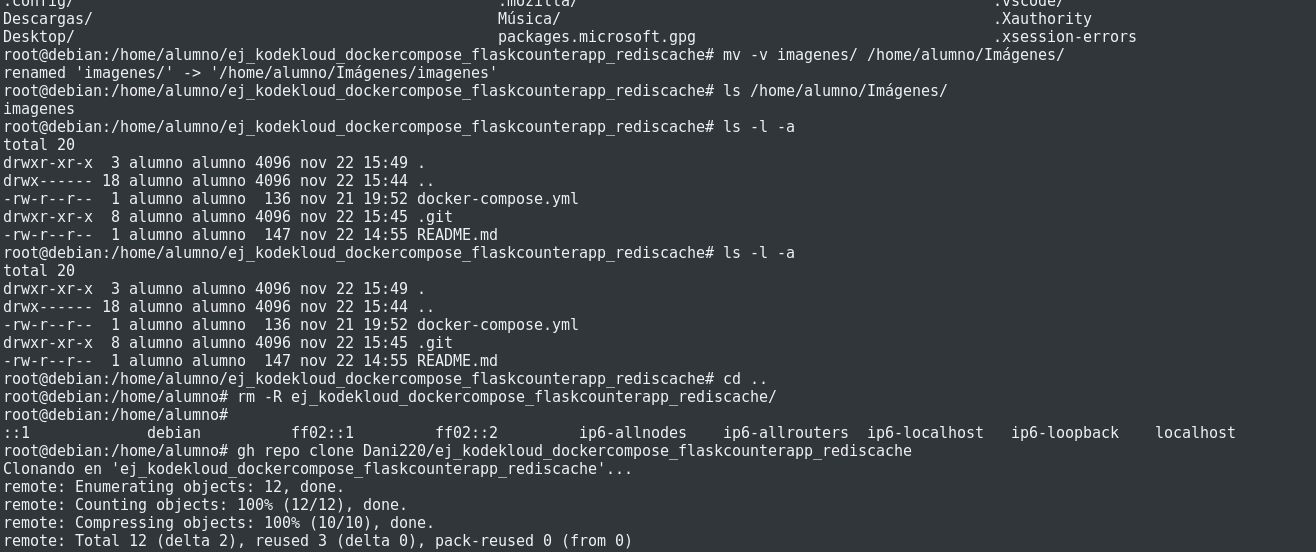 .config/ .mozilla/ .vscode/
Descargas/ Música/ .Xauthority
Desktop/ packages.microsoft.gpg .xsession-errors
root@debian:/home/alumno/ej_kodekloud_dockercompose_flaskcounterapp_rediscache# mv -v imagenes/ /home/alumno/Imágenes/
renamed 'imagenes/' -> '/home/alumno/Imágenes/imagenes'
root@debian:/home/alumno/ej_kodekloud_dockercompose_flaskcounterapp_rediscache# ls /home/alumno/Imágenes/
imagenes
root@debian:/home/alumno/ej_kodekloud_dockercompose_flaskcounterapp_rediscache# ls -l -a
total 20
drwxr-xr-x  3 alumno alumno 4096 nov 22 15:49 .
drwx------ 18 alumno alumno 4096 nov 22 15:44 ..
-rw-r--r--  1 alumno alumno  136 nov 21 19:52 docker-compose.yml
drwxr-xr-x  8 alumno alumno 4096 nov 22 15:45 .git
-rw-r--r--  1 alumno alumno  147 nov 22 14:55 README.md
root@debian:/home/alumno/ej_kodekloud_dockercompose_flaskcounterapp_rediscache# ls -l -a
total 20
drwxr-xr-x  3 alumno alumno 4096 nov 22 15:49 .
drwx------ 18 alumno alumno 4096 nov 22 15:44 ..
-rw-r--r--  1 alumno alumno  136 nov 21 19:52 docker-compose.yml
drwxr-xr-x  8 alumno alumno 4096 nov 22 15:45 .git
-rw-r--r--  1 alumno alumno  147 nov 22 14:55 README.md
root@debian:/home/alumno/ej_kodekloud_dockercompose_flaskcounterapp_rediscache# cd ..
root@debian:/home/alumno# rm -R ej_kodekloud_dockercompose_flaskcounterapp_rediscache/
root@debian:/home/alumno#
::1 debian ff02::1 ff02::2 ip6-allnodes ip6-allrouters ip6-localhost ip6-loopback localhost
root@debian:/home/alumno# gh repo clone Dani220/ej_kodekloud_dockercompose_flaskcounterapp_rediscache
Clonando en 'ej_kodekloud_dockercompose_flaskcounterapp_rediscache'...
remote: Enumerating objects: 12, done.
remote: Counting objects: 100% (12/12), done.
remote: Compressing objects: 100% (10/10), done.
remote: Total 12 (delta 2), reused 3 (delta 0), pack-reused 0 (from 0)